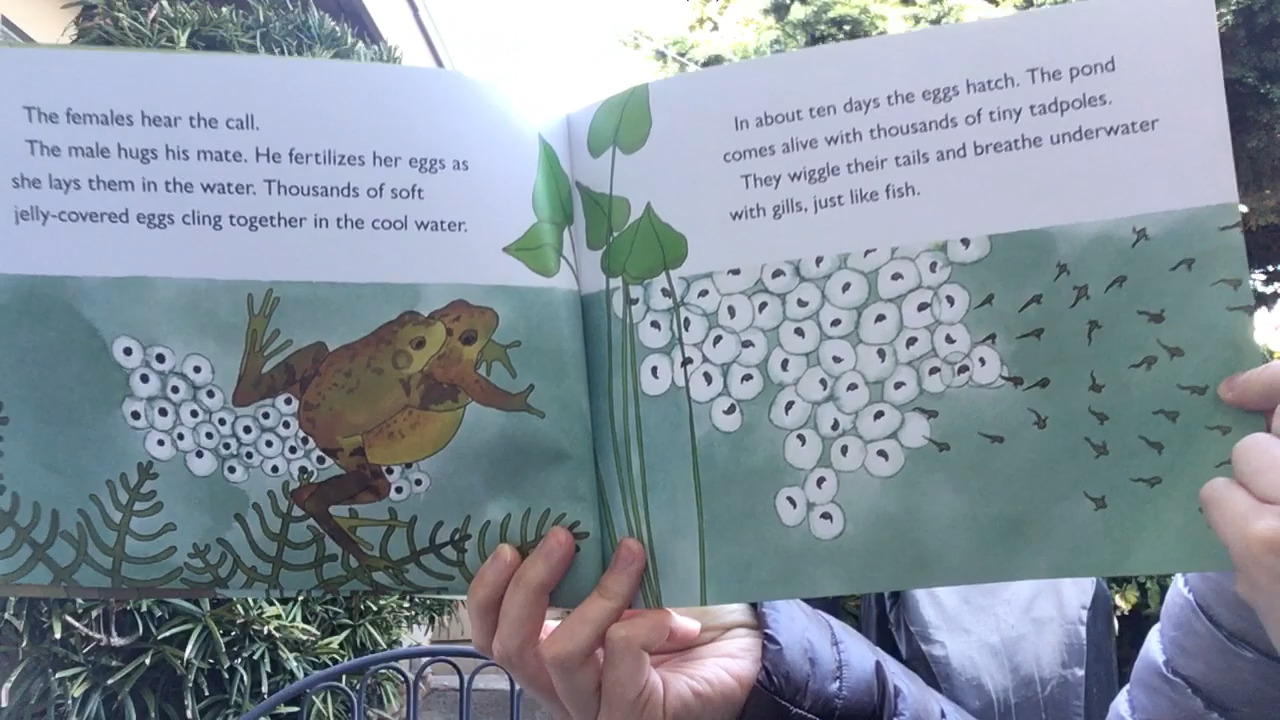 The females hear the call.
The male hugs his mate. He fertilizes her eggs as
she lays them in the water. Thousands of soft
jelly-covered eggs cling together in the cool water.
In about ten days the eggs hatch. The pond
comes alive with thousands of tiny tadpoles.
They wiggle their tails and breathe underwater
with gills, just like fish.